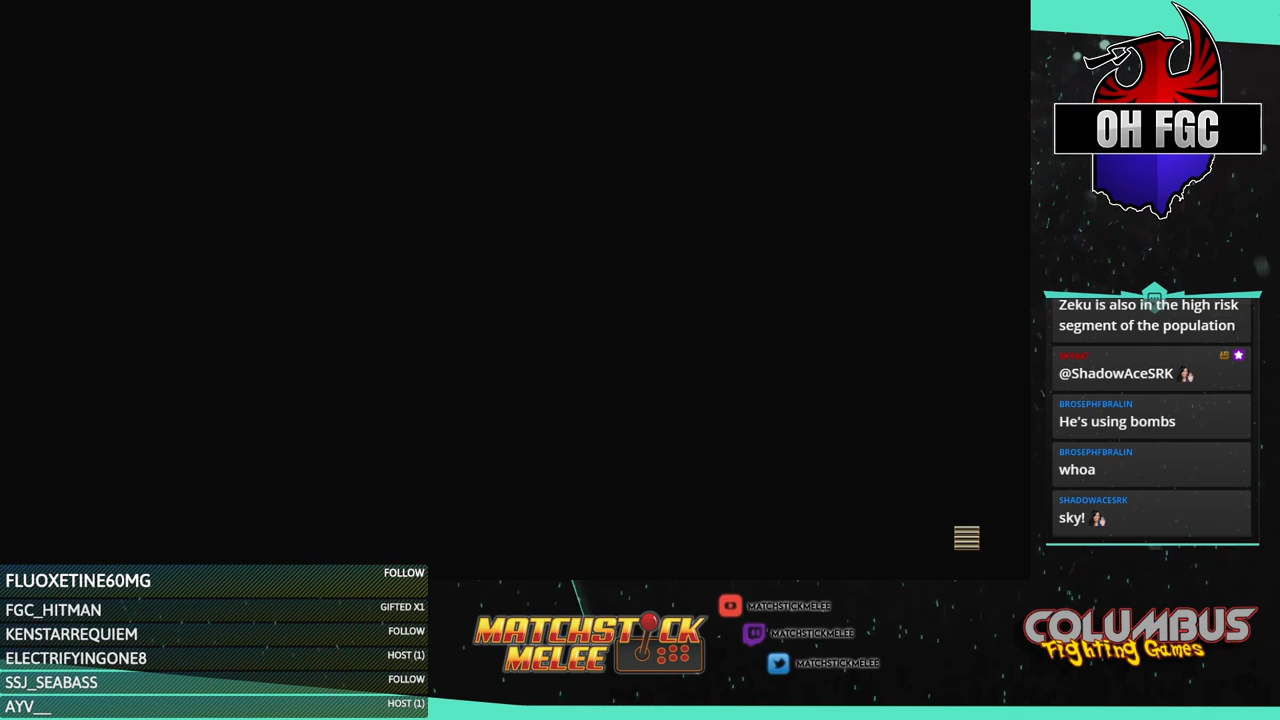 OH FGC
Zeku is also in the high risk
segment of the population
@ShadowAceSRK
BROSEPHFBRALIN
He's using bombs
BROSEPHFBRALIN
whoa
SHADOWACESRK
sky!
FLUOXETINE60MG FOLLOW
FGC_HITMAN GIFTED X1
KENSTARREQUIEM FOLLOW
ELECTRIFYINGONE8 HOST (1)
SSJ_SEABASS FOLLOW
AYV__ HOST (1)
MATCHSTICK
MELEE
MATCHSTICKMELEE
MATCHSTICKMELEE
MATCHSTICKMELEE
COLUMBUS
Fighting Games